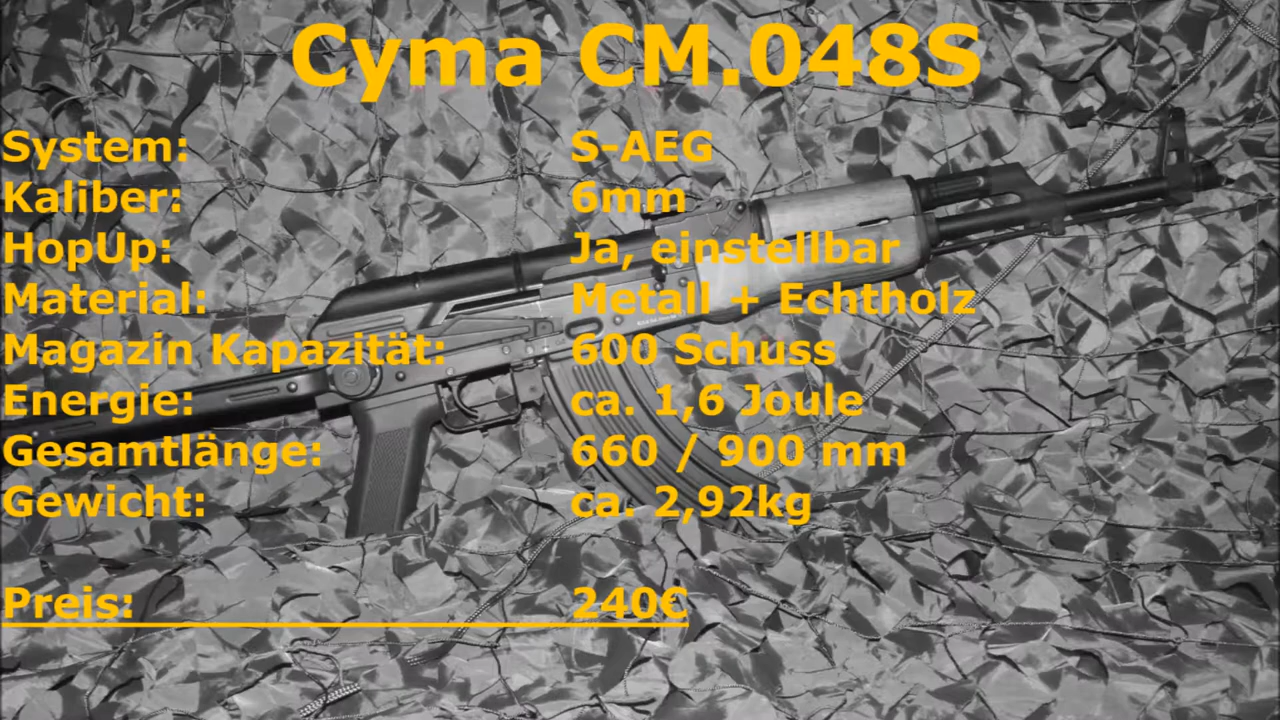 Cyma CM.048S
System: S-AEG
Kaliber: 6mm
HopUp: Ja, einstellbar
Material: Metall + Echtholz
Magazin Kapazität: 600 Schuss
Energie: ca. 1,6 Joule
Gesamtlänge: 660 / 900 mm
Gewicht: ca. 2,92kg
Preis: 240€